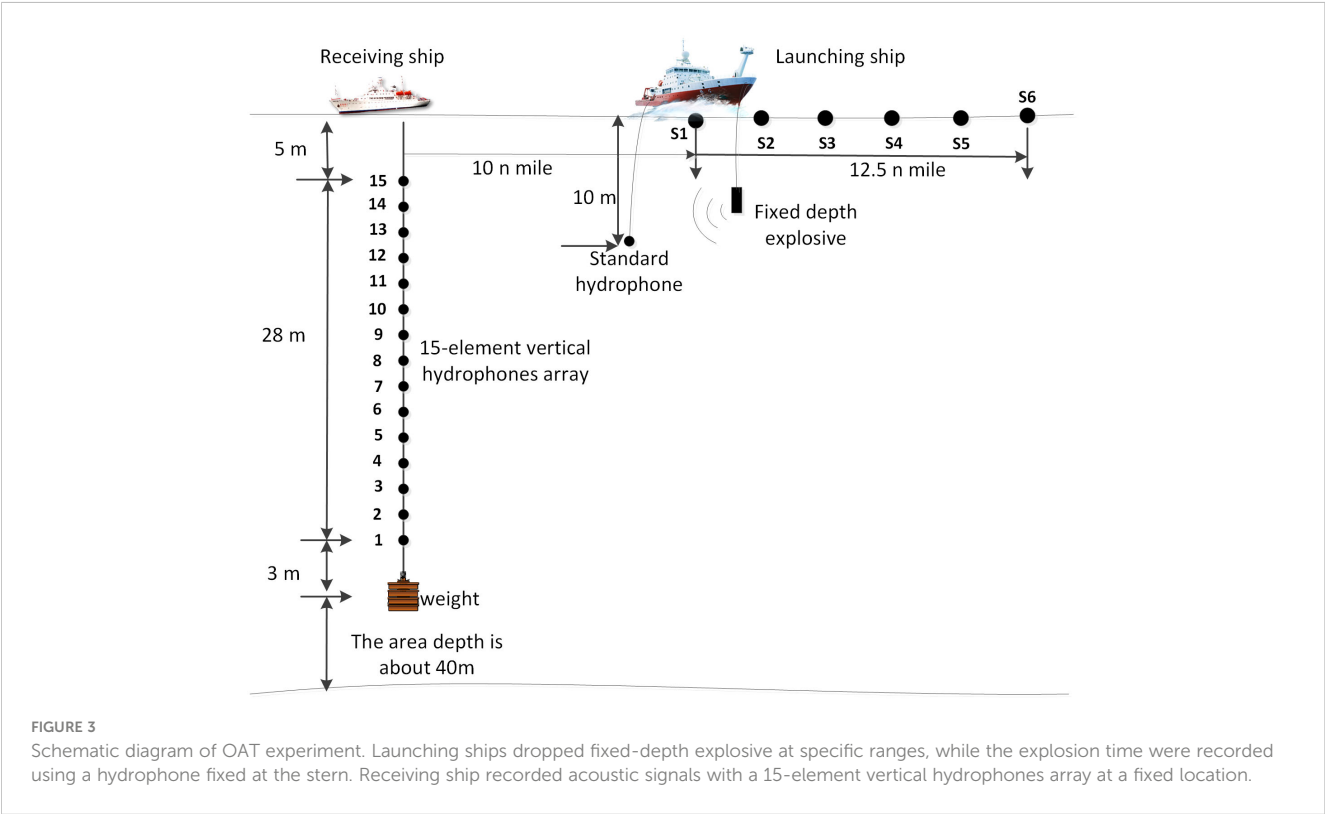 Receiving ship
Launching ship
S6
S1
S2
S3
S4
S5
5 m
10 n mile
12.5 n mile
15
14
13
12
11
10
9
8
7
6
5
4
3
2
1
10 m
Fixed depth
explosive
Standard
hydrophone
28 m
15-element vertical
hydrophones array
3 m
weight
The area depth is
about 40m
FIGURE 3
Schematic diagram of OAT experiment. Launching ships dropped fixed-depth explosive at specific ranges, while the explosion time were recorded
using a hydrophone fixed at the stern. Receiving ship recorded acoustic signals with a 15-element vertical hydrophones array at a fixed location.